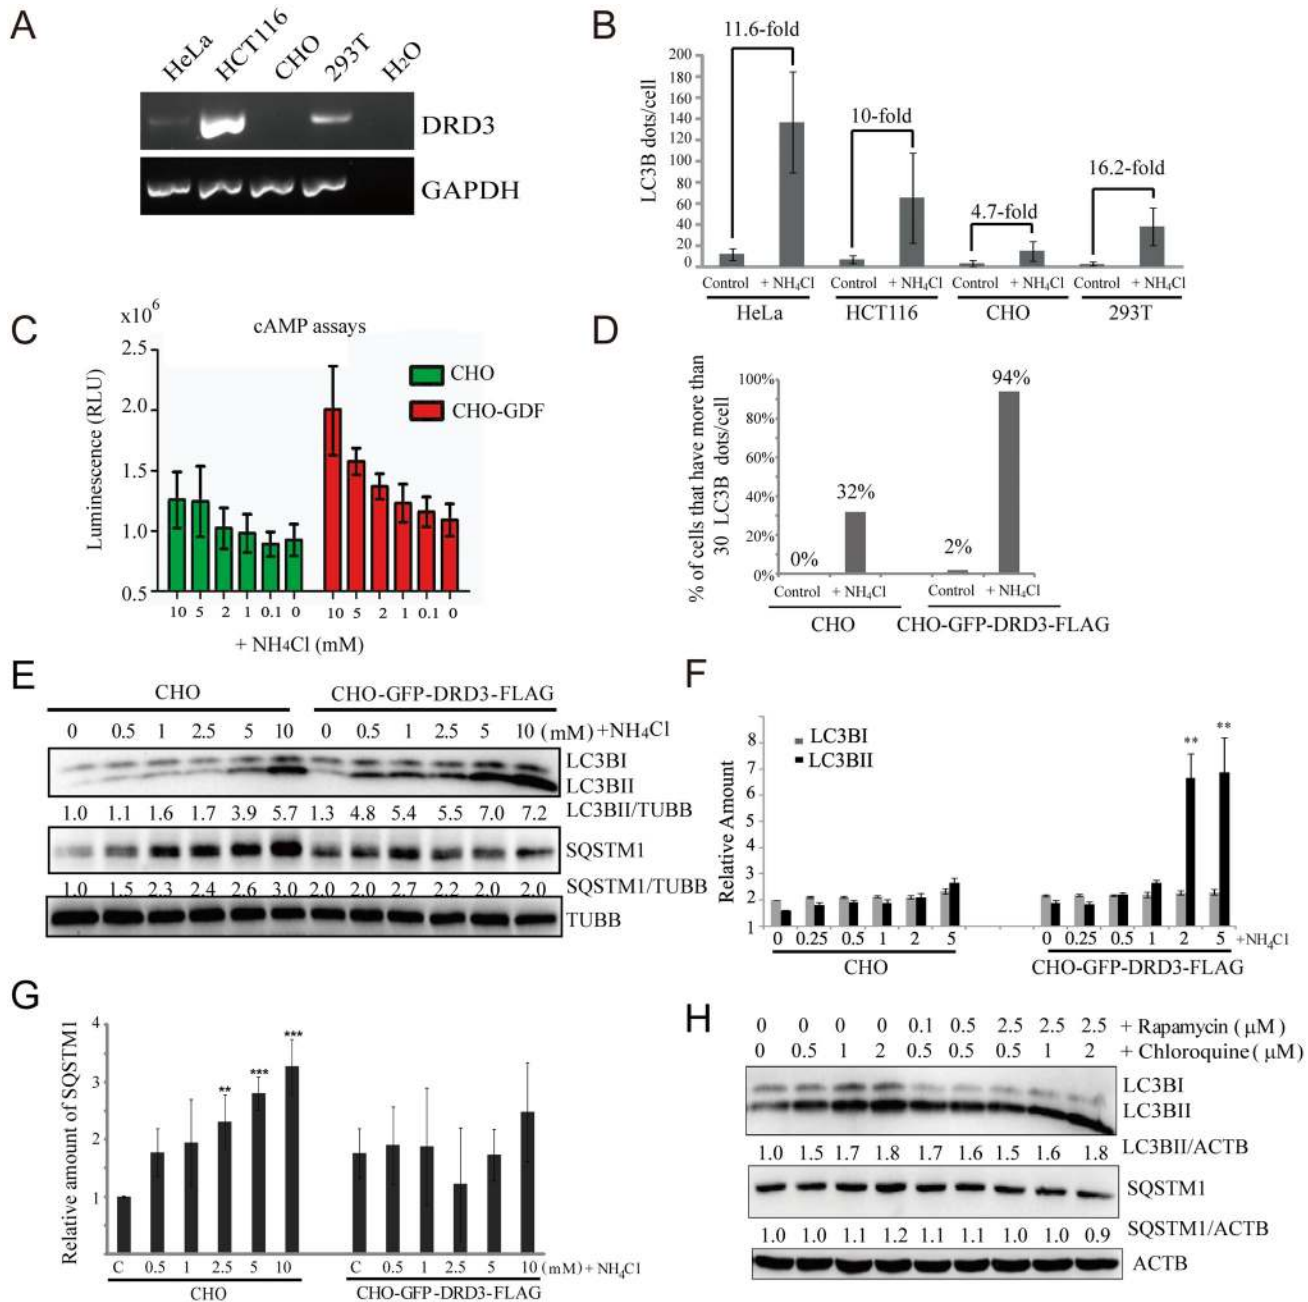 A
HeLa HCT116 CHO 293T H₂O
DRD3
GAPDH
B
LC3B dots/cell
200
180
160
140
120
100
80
60
40
20
0
11.6-fold
10-fold
4.7-fold
16.2-fold
Control + NH₄Cl Control + NH₄Cl Control + NH₄Cl Control + NH₄Cl
HeLa HCT116 CHO 293T
C
x10⁶
cAMP assays
Luminescence (RLU)
2.5
2.0
1.5
1.0
0.5
CHO
CHO-GDF
10 5 2 1 0.1 0 10 5 2 1 0.1 0
+ NH₄Cl (mM)
D
% of cells that have more than
30 LC3B dots/cell
100%
80%
60%
40%
20%
0%
0% 32% 2% 94%
Control + NH₄Cl Control + NH₄Cl
CHO CHO-GFP-DRD3-FLAG
E
CHO CHO-GFP-DRD3-FLAG
0 0.5 1 2.5 5 10 0 0.5 1 2.5 5 10 (mM) +NH₄Cl
LC3BI
LC3BII
1.0 1.1 1.6 1.7 3.9 5.7 1.3 4.8 5.4 5.5 7.0 7.2 LC3BII/TUBB
SQSTM1
1.0 1.5 2.3 2.4 2.6 3.0 2.0 2.0 2.7 2.2 2.0 2.0 SQSTM1/TUBB
TUBB
F
Relative Amount
8
7
6
5
4
3
2
1
LC3BI
LC3BII
** **
0 0.25 0.5 1 2 5 0 0.25 0.5 1 2 5 +NH₄Cl
CHO CHO-GFP-DRD3-FLAG
G
Relative amount of SQSTM1
4
3
2
1
** *** ***
C 0.5 1 2.5 5 10 C 0.5 1 2.5 5 10 (mM) + NH₄Cl
CHO CHO-GFP-DRD3-FLAG
H
0 0 0 0 0.1 0.5 2.5 2.5 2.5 + Rapamycin (μM)
0 0.5 1 2 0.5 0.5 0.5 1 2 + Chloroquine (μM)
LC3BI
LC3BII
1.0 1.5 1.7 1.8 1.7 1.6 1.5 1.6 1.8 LC3BII/ACTB
SQSTM1
1.0 1.0 1.1 1.2 1.1 1.1 1.0 1.0 0.9 SQSTM1/ACTB
ACTB